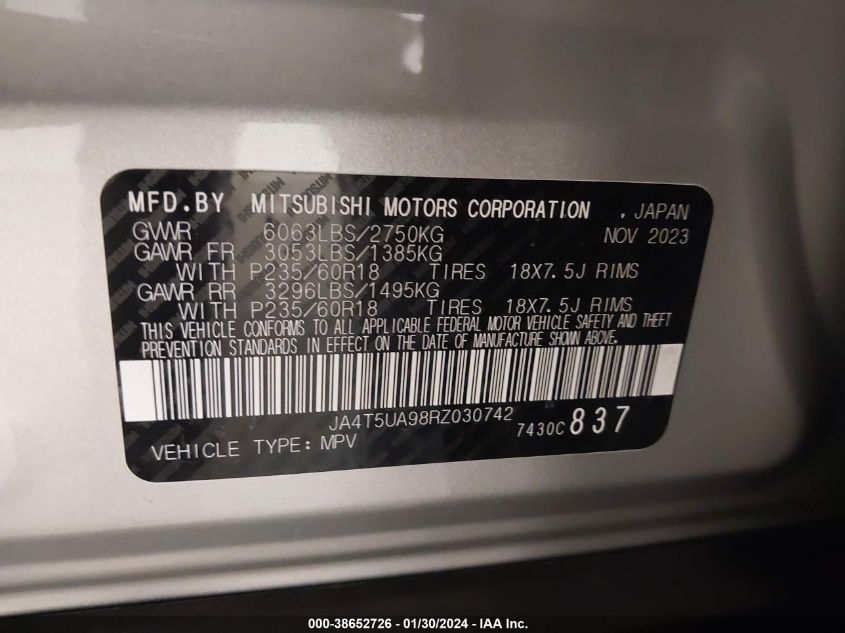 MFD.BY MITSUBISHI MOTORS CORPORATION . JAPAN
GVWR 6063LBS/2750KG NOV 2023
GAWR FR 3053LBS/1385KG
WITH P235/60R18 TIRES 18X7.5J RIMS
GAWR RR 3296LBS/1495KG
WITH P235/60R18 TIRES 18X7.5J RIMS
THIS VEHICLE CONFORMS TO ALL APPLICABLE FEDERAL MOTOR VEHICLE SAFETY AND THEFT
PREVENTION STANDARDS IN EFFECT ON THE DATE OF MANUFACTURE SHOWN ABOVE.
JA4T5UA98RZ030742 7430C 837
VEHICLE TYPE: MPV
000-38652726 - 01/30/2024 - IAA Inc.